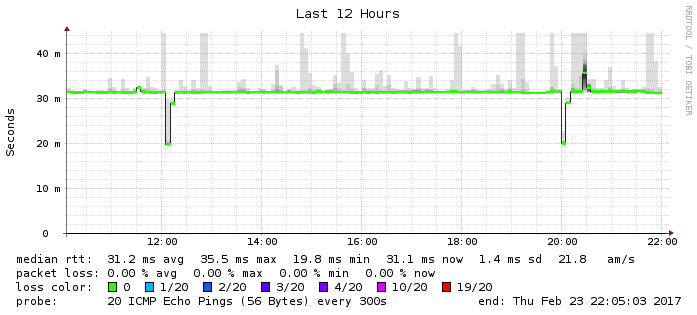 Last 12 Hours
RRDTOOL / TOBI OETIKER
Seconds
40 m
30 m
20 m
10 m
0
12:00 14:00 16:00 18:00 20:00 22:00
median rtt: 31.2 ms avg 35.5 ms max 19.8 ms min 31.1 ms now 1.4 ms sd 21.8 am/s
packet loss: 0.00 % avg 0.00 % max 0.00 % min 0.00 % now
loss color: 0 1/20 2/20 3/20 4/20 10/20 19/20
probe: 20 ICMP Echo Pings (56 Bytes) every 300s end: Thu Feb 23 22:05:03 2017